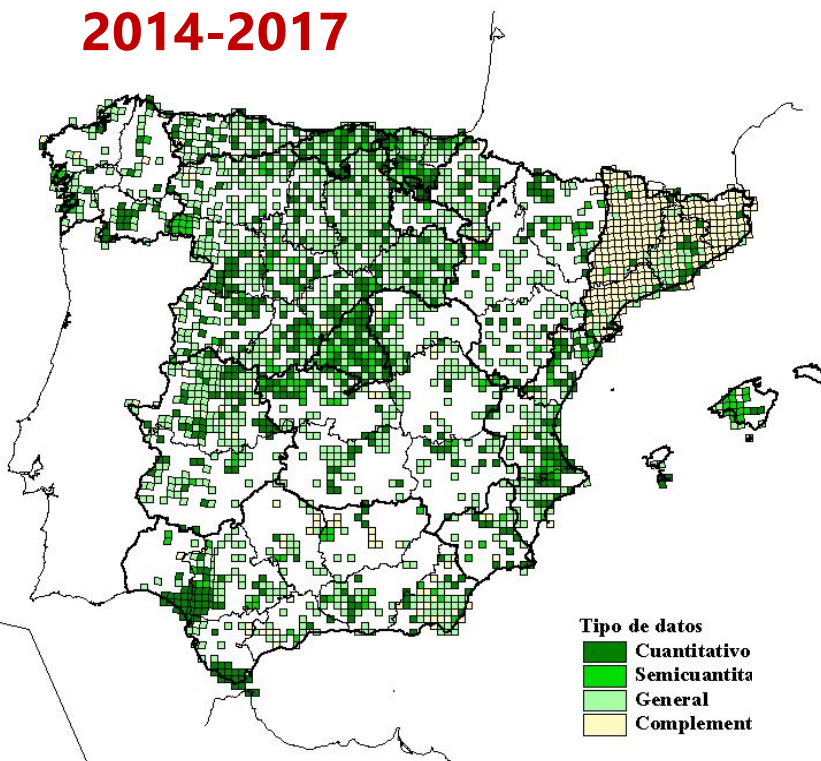 2014-2017
Tipo de datos
Cuantitativo
Semicuantita
General
Complement